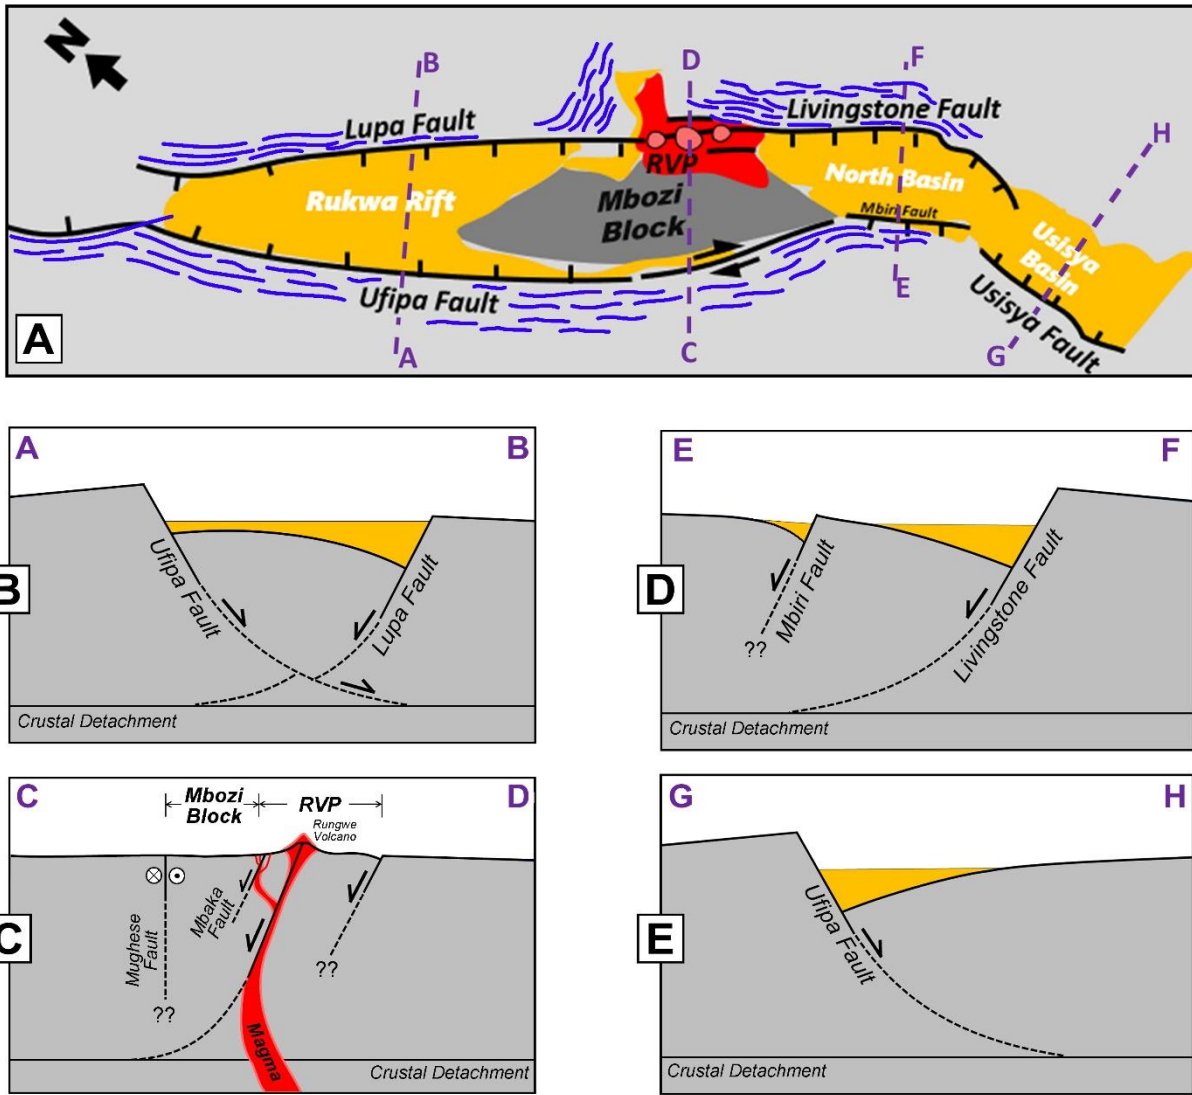 N
B
D
F
H
Lupa Fault
Livingstone Fault
RVP
Rukwa Rift
Mbozi
Block
North Basin
Mbiri Fault
Usisya
Basin
Ufipa Fault
E
Usisya Fault
A
A
C
G
A
B
Ufipa Fault
Lupa Fault
B
Crustal Detachment
E
F
Mbiri Fault
Livingstone Fault
D
??
Crustal Detachment
C
D
Mbozi
Block
RVP
Rungwe
Volcano
Mbaka
Fault
Mughese
Fault
C
??
??
Magma
Crustal Detachment
G
H
Ufipa Fault
E
Crustal Detachment